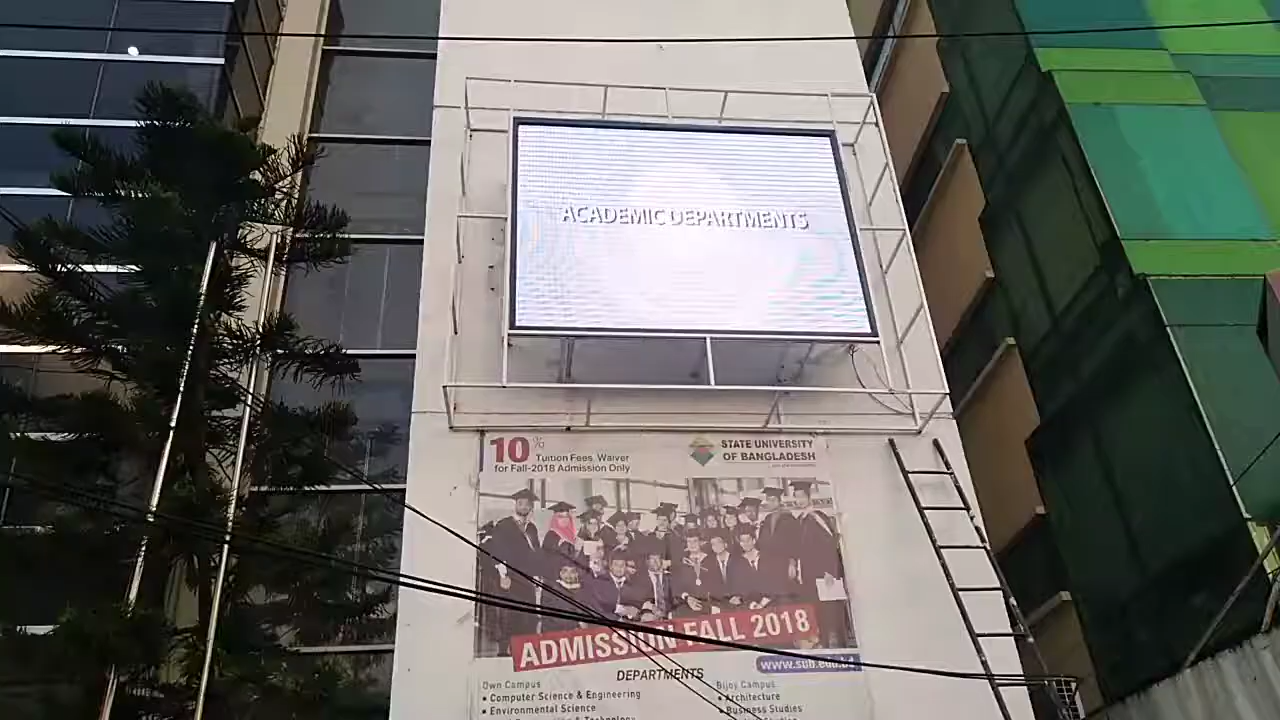 ACADEMIC DEPARTMENTS
10% Tuition Fees Waiver
for Fall-2018 Admission Only
STATE UNIVERSITY
OF BANGLADESH
ADMISSION FALL 2018
www.sub.edu.bd
DEPARTMENTS
Own Campus
• Computer Science & Engineering
• Environmental Science
Bijoy Campus
• Architecture
• Business Studies